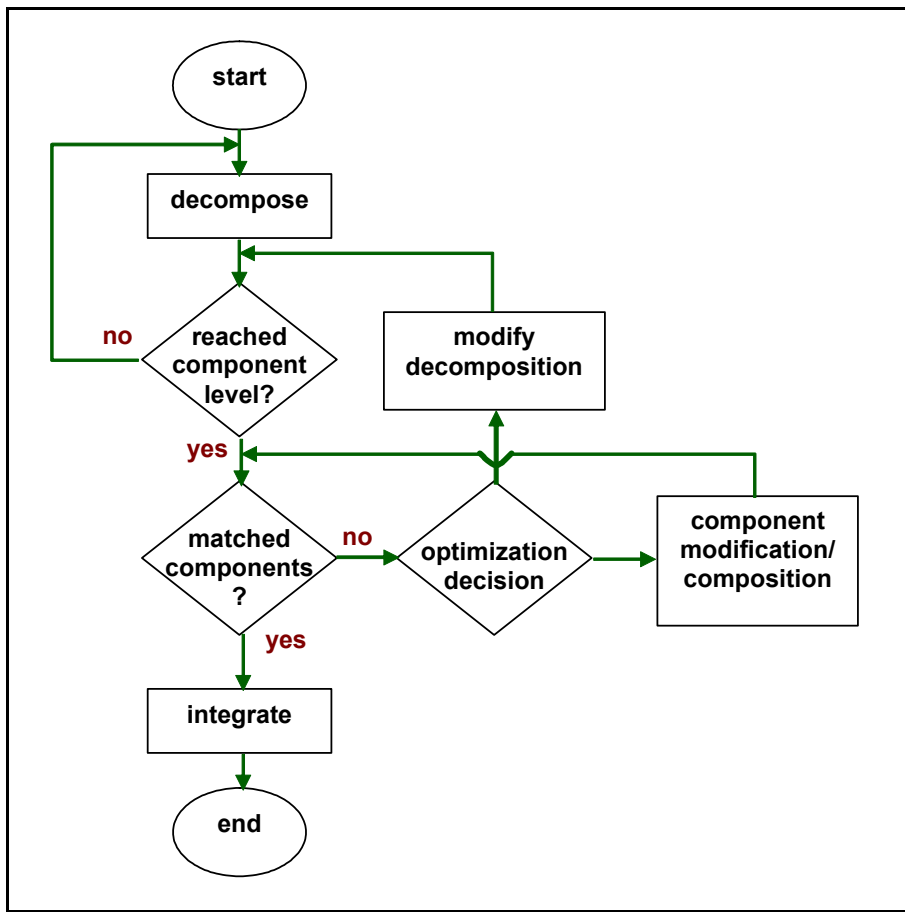 start
decompose
no
reached
component
level?
modify
decomposition
yes
matched
components
?
no
optimization
decision
component
modification/
composition
yes
integrate
end